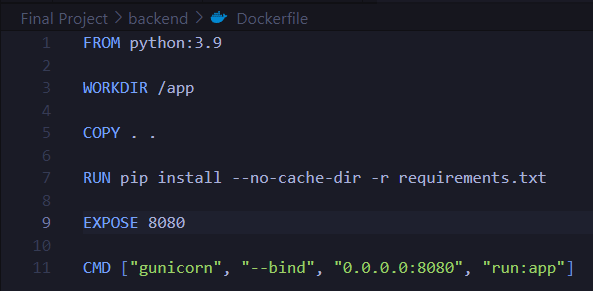 Final Project > backend > Dockerfile
1 FROM python:3.9
2
3 WORKDIR /app
4
5 COPY . .
6
7 RUN pip install --no-cache-dir -r requirements.txt
8
9 EXPOSE 8080
10
11 CMD ["gunicorn", "--bind", "0.0.0.0:8080", "run:app"]